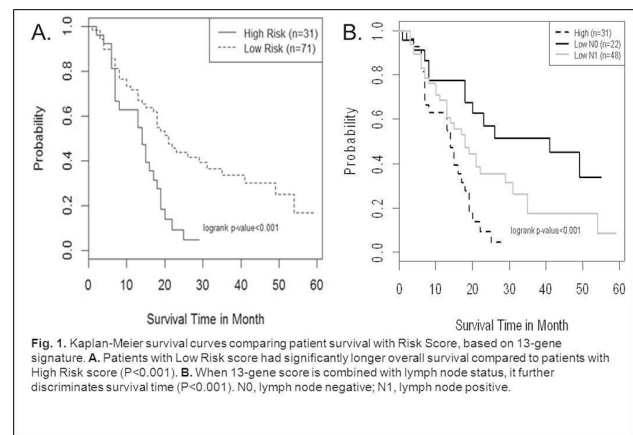 A.
High Risk (n=31)
Low Risk (n=71)
Probability
1.0
0.8
0.6
0.4
0.2
0.0
logrank p-value<0.001
0 10 20 30 40 50 60
Survival Time in Month
B.
High (n=31)
Low N0 (n=22)
Low N1 (n=48)
Probability
1.0
0.8
0.6
0.4
0.2
0.0
logrank p-value<0.001
0 10 20 30 40 50 60
Survival Time in Month
Fig. 1. Kaplan-Meier survival curves comparing patient survival with Risk Score, based on 13-gene
signature. A. Patients with Low Risk score had significantly longer overall survival compared to patients with
High Risk score (P<0.001). B. When 13-gene score is combined with lymph node status, it further
discriminates survival time (P<0.001). N0, lymph node negative; N1, lymph node positive.